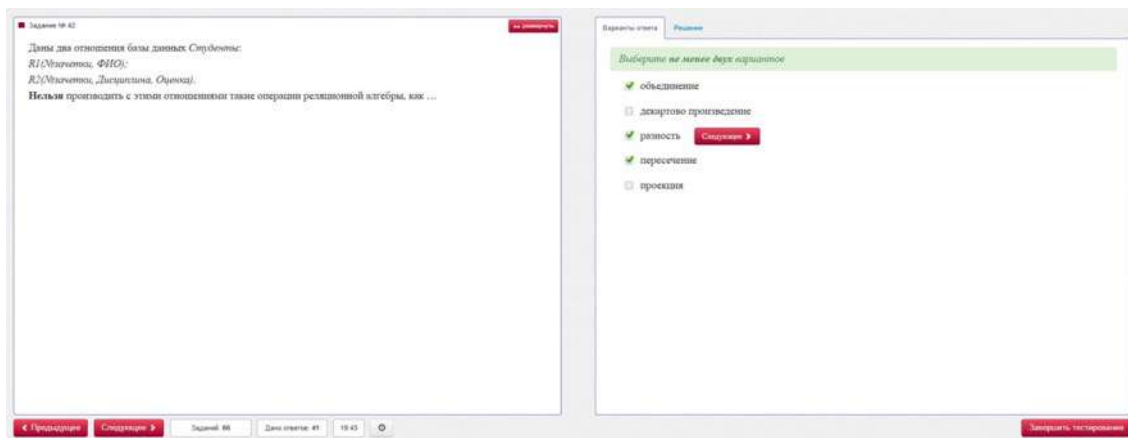 Задание № 42
развернуть
Даны два отношения базы данных Студенты:
R1(№зачетки, ФИО);
R2(№зачетки, Дисциплина, Оценка).
Нельзя производить с этими отношениями такие операции реляционной алгебры, как …
Предыдущее
Следующее
Заданий: 66
Дано ответов: 41
19:43
Варианты ответа
Решение
Выберите не менее двух вариантов
объединение
декартово произведение
разность
Следующее
пересечение
проекция
Завершить тестирование